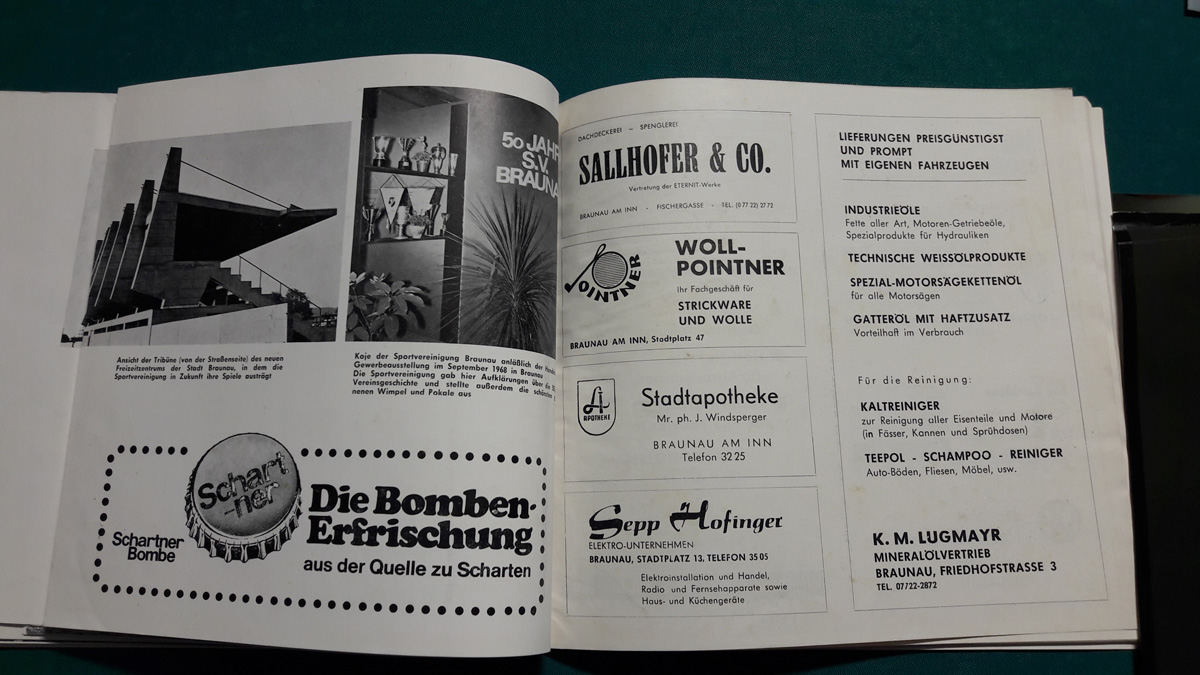 50 JAHR
S.V.
BRAUNA
Ansicht der Tribüne (von der Straßenseite) des neuen
Freizeitzentrums der Stadt Braunau, in dem die
Sportvereinigung in Zukunft ihre Spiele austrägt
Koje der Sportvereinigung Braunau anläßlich der
Gewerbeausstellung im September 1968 in Braunau
Die Sportvereinigung gab hier Aufklärungen über die
Vereinsgeschichte und stellte außerdem die schönsten
nenen Wimpel und Pokale aus
Schart
-ner
Schartner
Bombe
Die Bomben-
Erfrischung
aus der Quelle zu Scharten
DACHDECKEREI - SPENGLEREI
SALLHOFER & CO.
Vertretung der ETERNIT-Werke
BRAUNAU AM INN - FISCHERGASSE - TEL. (0 77 22) 27 72
POINTNER
WOLL-
POINTNER
Ihr Fachgeschäft für
STRICKWARE
UND WOLLE
BRAUNAU AM INN, Stadtplatz 47
APOTHEKE
Stadtapotheke
Mr. ph. J. Windsperger
BRAUNAU AM INN
Telefon 32 25
Sepp Hofinger
ELEKTRO-UNTERNEHMEN
BRAUNAU, STADTPLATZ 13, TELEFON 35 05
Elektroinstallation und Handel,
Radio und Fernsehapparate sowie
Haus- und Küchengeräte
LIEFERUNGEN PREISGÜNSTIGST
UND PROMPT
MIT EIGENEN FAHRZEUGEN
INDUSTRIEÖLE
Fette aller Art, Motoren-Getriebeöle,
Spezialprodukte für Hydrauliken
TECHNISCHE WEISSÖLPRODUKTE
SPEZIAL-MOTORSÄGEKETTENÖL
für alle Motorsägen
GATTERÖL MIT HAFTZUSATZ
Vorteilhaft im Verbrauch
Für die Reinigung:
KALTREINIGER
zur Reinigung aller Eisenteile und Motore
(in Fässer, Kannen und Sprühdosen)
TEEPOL - SCHAMPOO - REINIGER
Auto-Böden, Fliesen, Möbel, usw.
K. M. LUGMAYR
MINERALÖLVERTRIEB
BRAUNAU, FRIEDHOFSTRASSE 3
TEL. 07722-2872